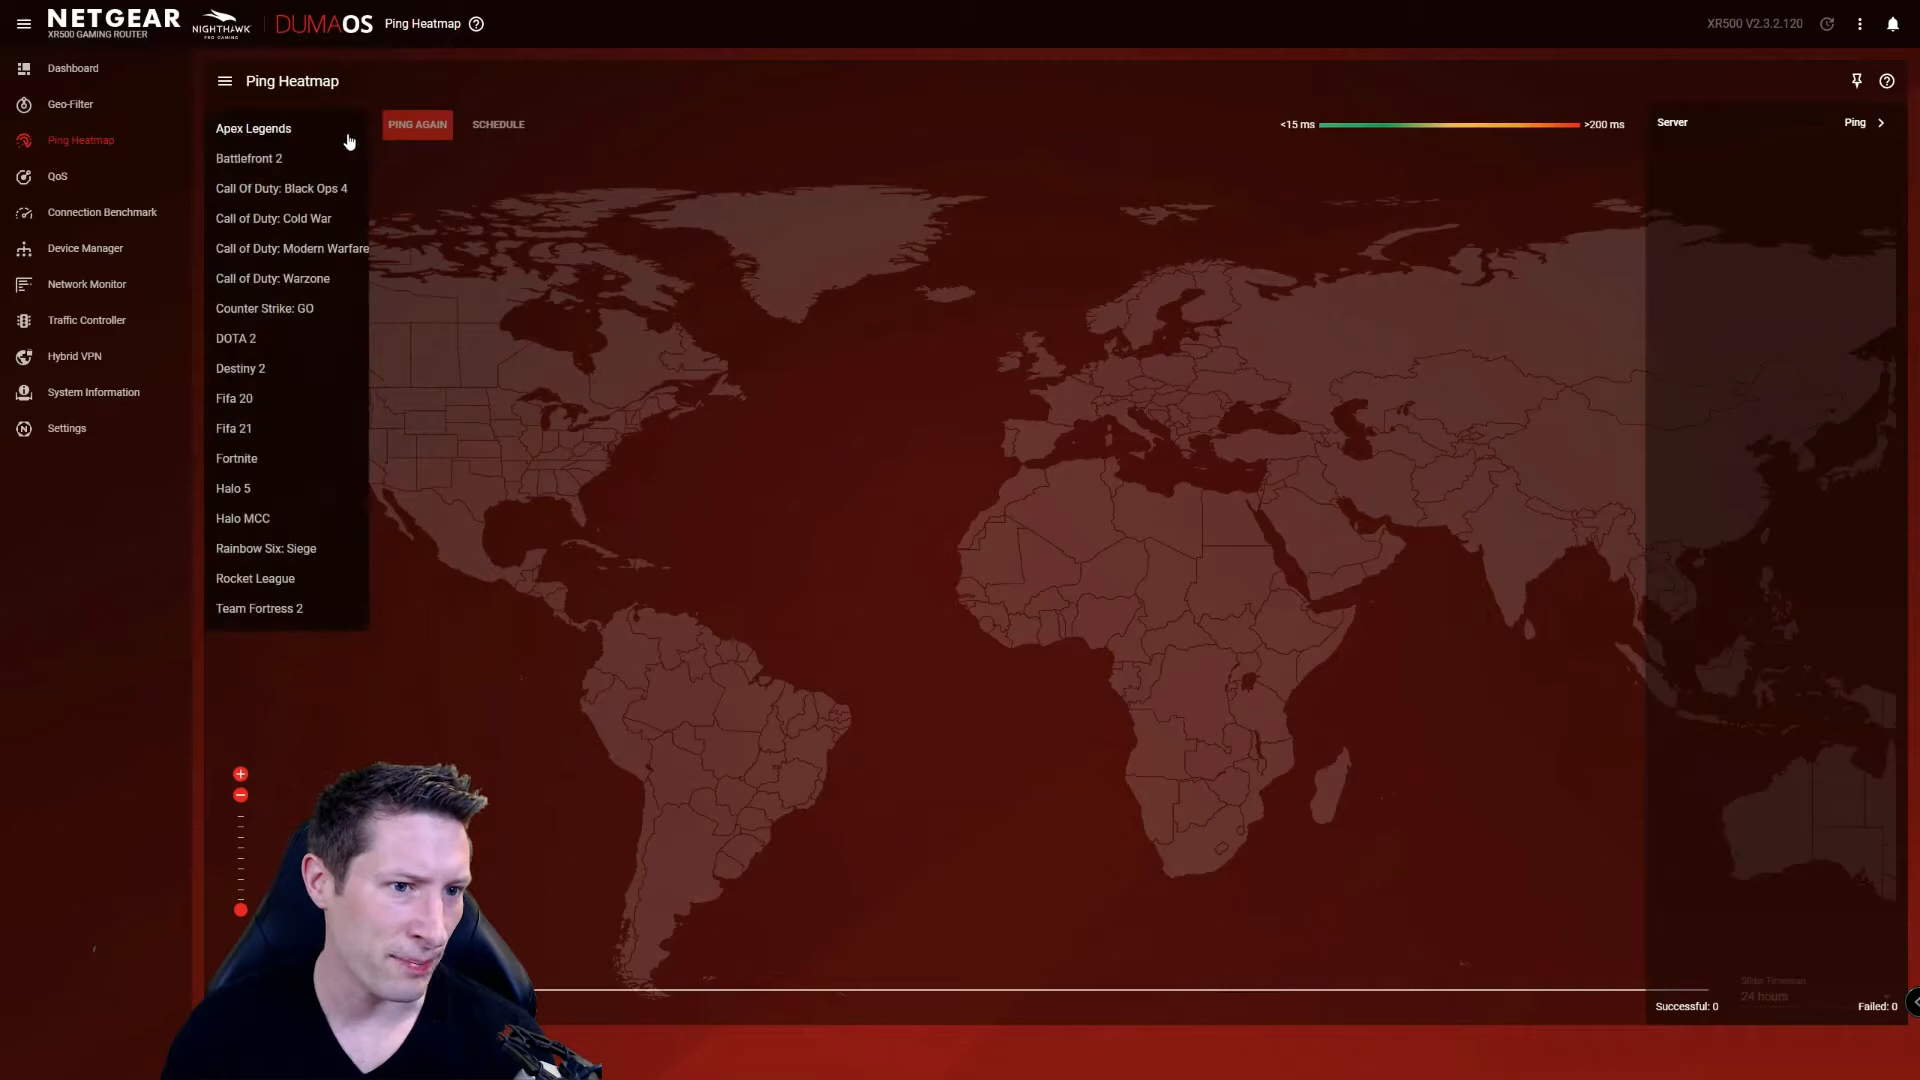 NETGEAR
XR500 GAMING ROUTER
NIGHTHAWK
PRO GAMING
DUMAOS
Ping Heatmap
XR500 V2.3.2.120
Dashboard
Geo-Filter
Ping Heatmap
QoS
Connection Benchmark
Device Manager
Network Monitor
Traffic Controller
Hybrid VPN
System Information
Settings
Ping Heatmap
Apex Legends
Battlefront 2
Call Of Duty: Black Ops 4
Call of Duty: Cold War
Call of Duty: Modern Warfare
Call of Duty: Warzone
Counter Strike: GO
DOTA 2
Destiny 2
Fifa 20
Fifa 21
Fortnite
Halo 5
Halo MCC
Rainbow Six: Siege
Rocket League
Team Fortress 2
PING AGAIN
SCHEDULE
<15 ms
>200 ms
Server Ping
Slider Timespan
24 hours
Successful: 0
Failed: 0